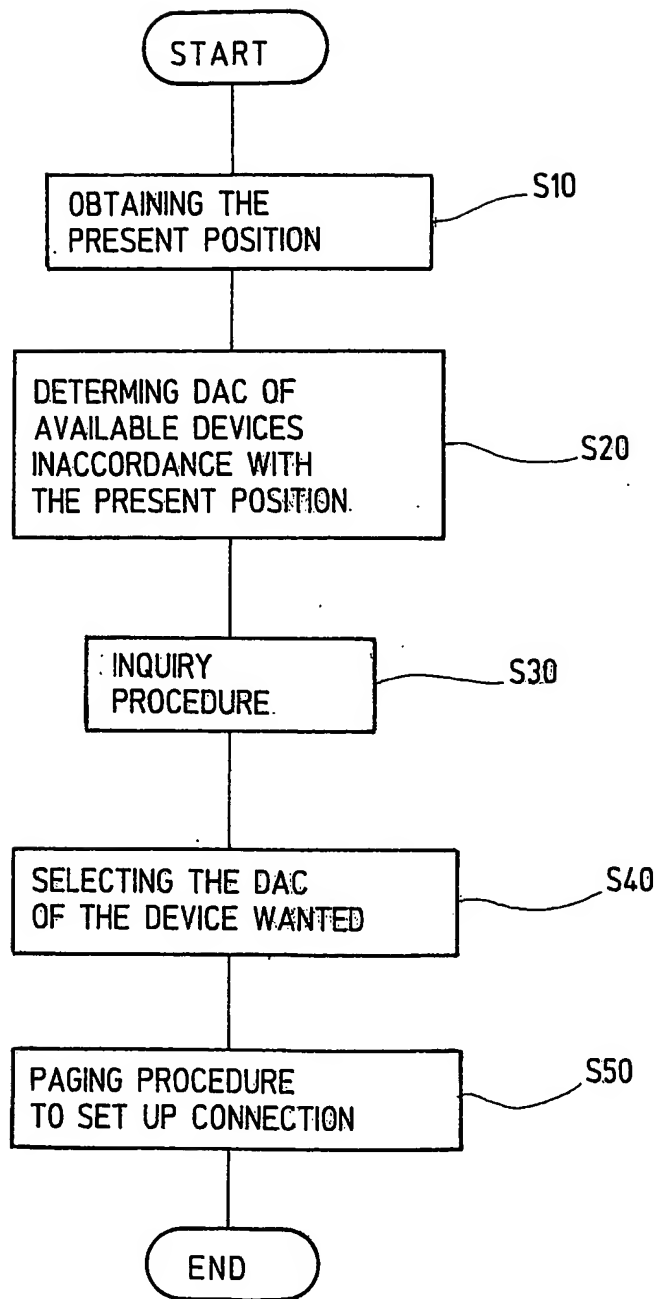 START
OBTAINING THE
PRESENT POSITION
S10
DETERMING DAC OF
AVAILABLE DEVICES
INACCORDANCE WITH
THE PRESENT POSITION.
S20
INQUIRY
PROCEDURE.
S30
SELECTING THE DAC
OF THE DEVICE WANTED
S40
PAGING PROCEDURE
TO SET UP CONNECTION
S50
END